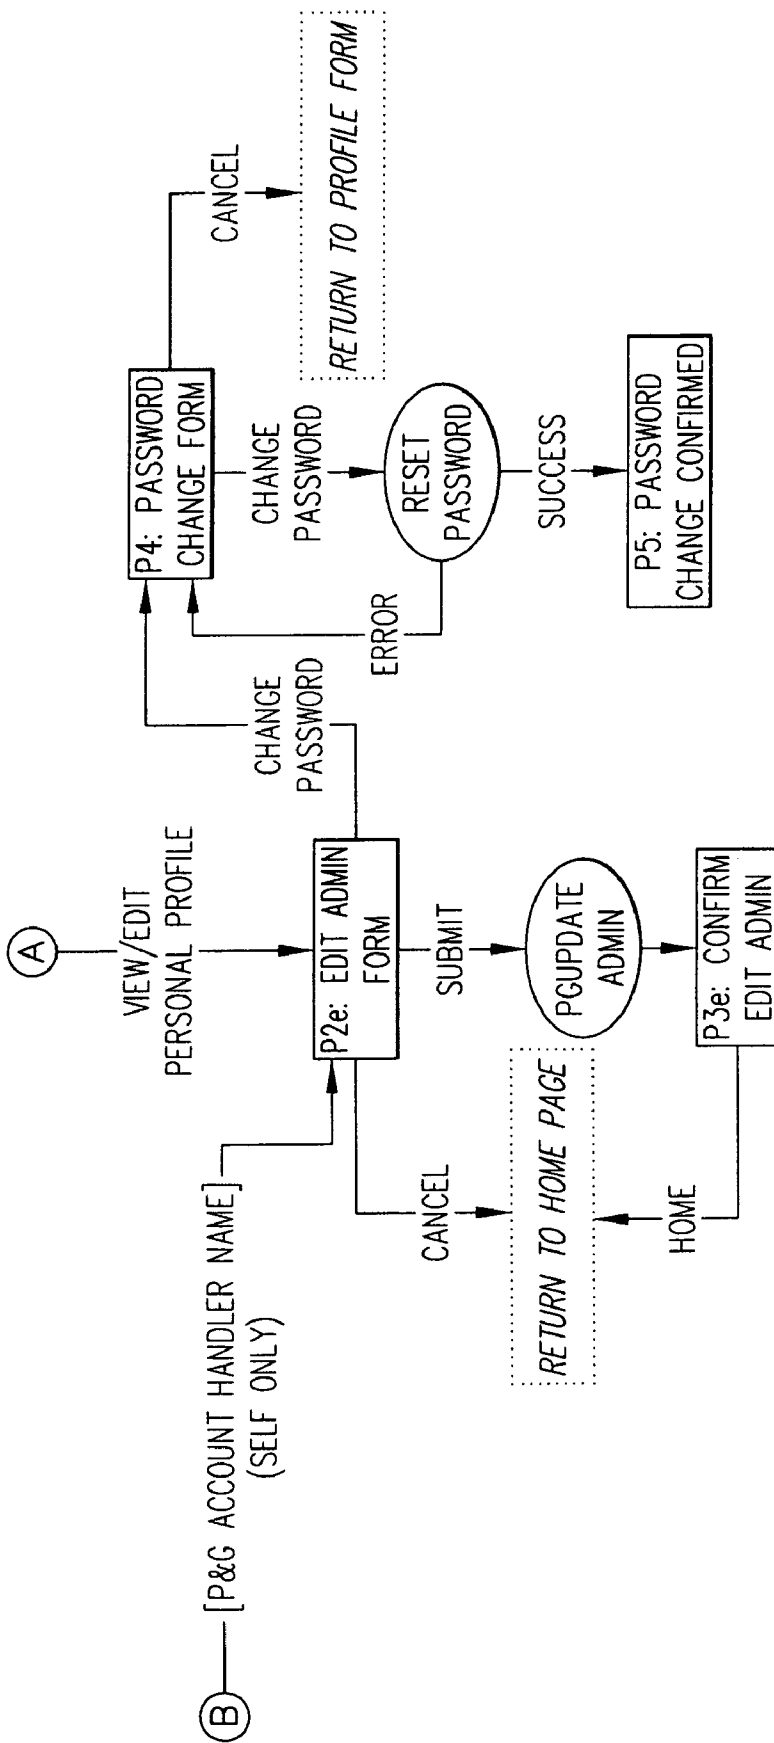 A
VIEW/EDIT
PERSONAL PROFILE
B
[P&G ACCOUNT HANDLER NAME]
(SELF ONLY)
P2e: EDIT ADMIN
FORM
CANCEL
SUBMIT
CHANGE
PASSWORD
RETURN TO HOME PAGE
PGUPDATE
ADMIN
HOME
P3e: CONFIRM
EDIT ADMIN
P4: PASSWORD
CHANGE FORM
CANCEL
CHANGE
PASSWORD
RETURN TO PROFILE FORM
ERROR
RESET
PASSWORD
SUCCESS
P5: PASSWORD
CHANGE CONFIRMED